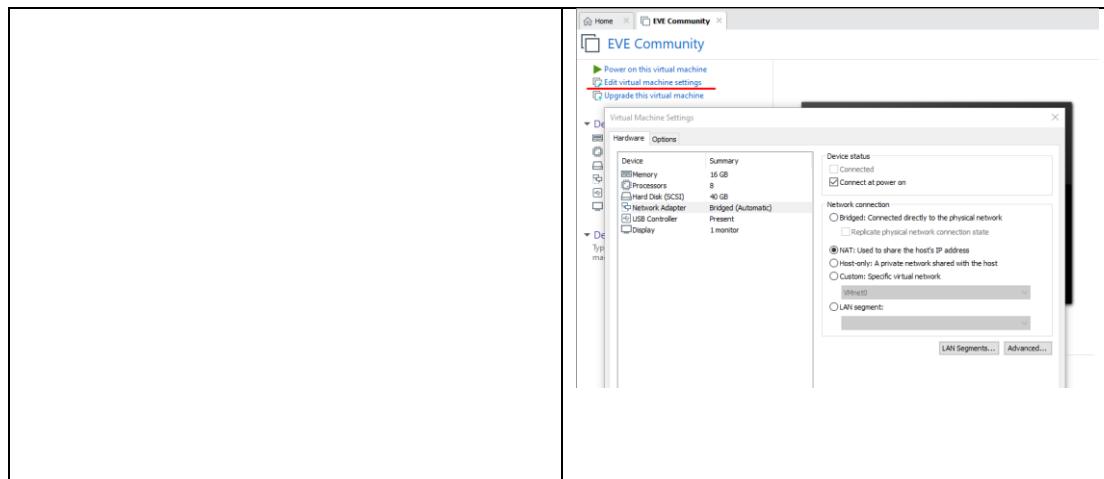 Home
EVE Community
EVE Community
Power on this virtual machine
Edit virtual machine settings
Upgrade this virtual machine
De
Virtual Machine Settings
Hardware
Options
Device
Summary
Memory
16 GB
Processors
8
Hard Disk (SCSI)
40 GB
Network Adapter
Bridged (Automatic)
USB Controller
Present
Display
1 monitor
De
Typ
ma
Device status
Connected
Connect at power on
Network connection
Bridged: Connected directly to the physical network
Replicate physical network connection state
NAT: Used to share the host's IP address
Host-only: A private network shared with the host
Custom: Specific virtual network
VMnet0
LAN segment:
LAN Segments...
Advanced...